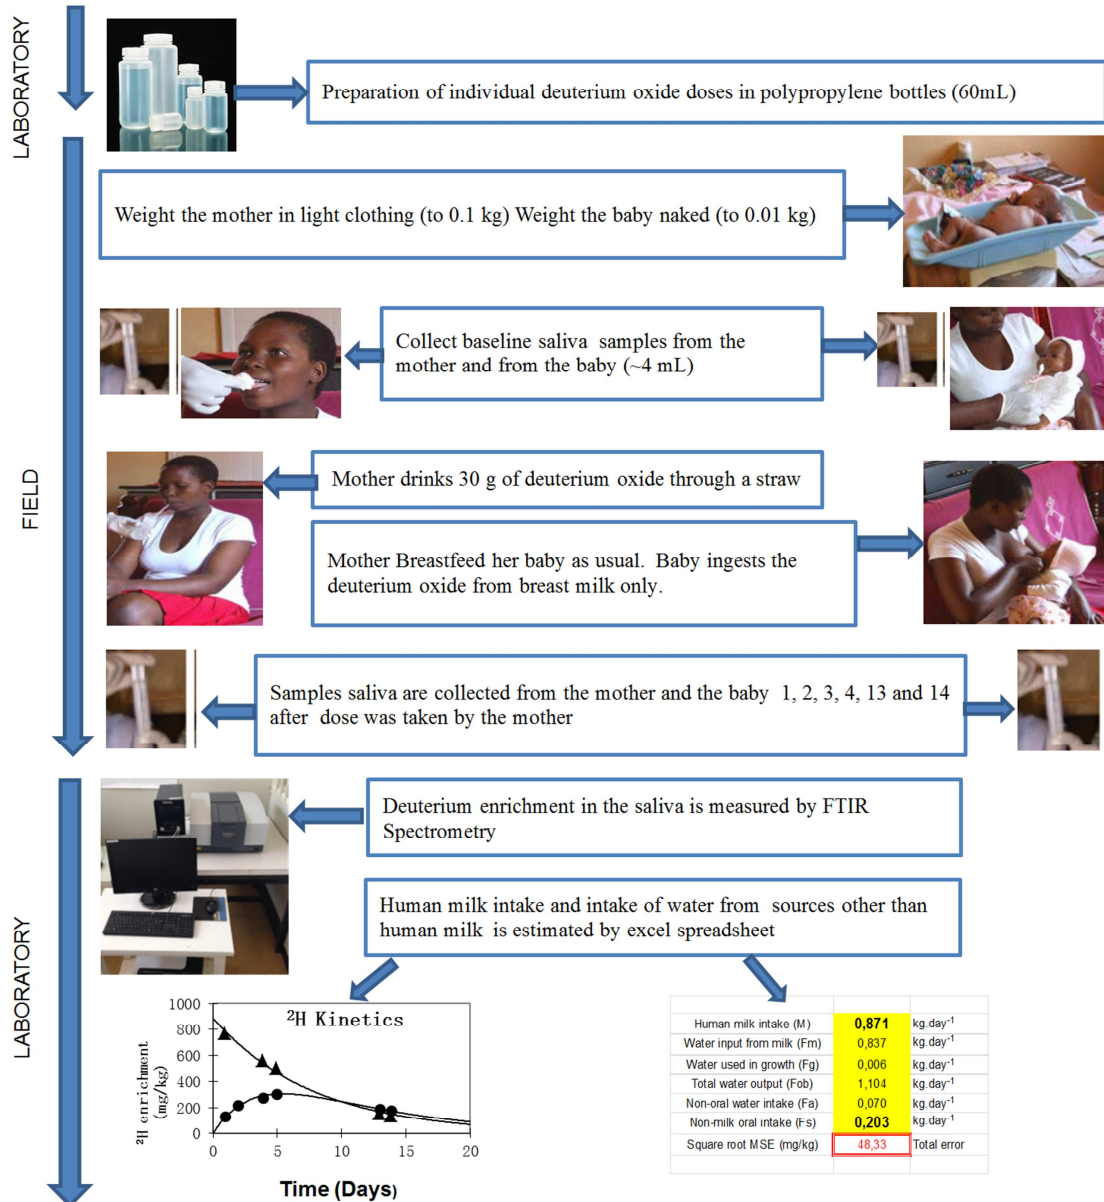 LABORATORY
Preparation of individual deuterium oxide doses in polypropylene bottles (60mL)
Weight the mother in light clothing (to 0.1 kg) Weight the baby naked (to 0.01 kg)
Collect baseline saliva samples from the
mother and from the baby (~4 mL)
FIELD
Mother drinks 30 g of deuterium oxide through a straw
Mother Breastfeed her baby as usual. Baby ingests the
deuterium oxide from breast milk only.
Samples saliva are collected from the mother and the baby 1, 2, 3, 4, 13 and 14
after dose was taken by the mother
LABORATORY
Deuterium enrichment in the saliva is measured by FTIR
Spectrometry
Human milk intake and intake of water from sources other than
human milk is estimated by excel spreadsheet
²H Kinetics
²H enrichment
(mg/kg)
1000
800
600
400
200
0
0 5 10 15 20
Time (Days)
Human milk intake (M) 0,871 kg.day⁻¹
Water input from milk (Fm) 0,837 kg.day⁻¹
Water used in growth (Fg) 0,006 kg.day⁻¹
Total water output (Fob) 1,104 kg.day⁻¹
Non-oral water intake (Fa) 0,070 kg.day⁻¹
Non-milk oral intake (Fs) 0,203 kg.day⁻¹
Square root MSE (mg/kg) 48,33 Total error